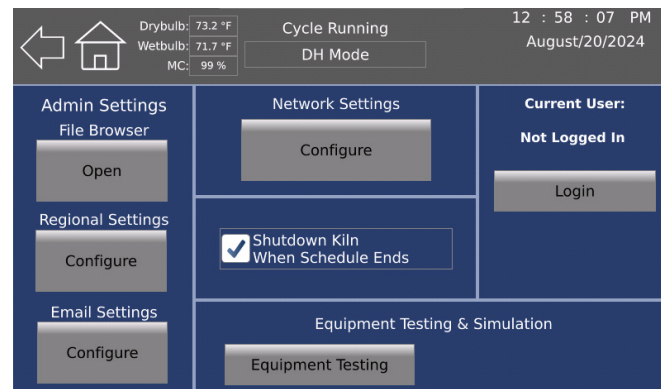 Drybulb: 73.2 °F
Wetbulb: 71.7 °F
MC: 99 %
Cycle Running
DH Mode
12 : 58 : 07 PM
August/20/2024
Admin Settings
File Browser
Open
Regional Settings
Configure
Email Settings
Configure
Network Settings
Configure
Shutdown Kiln
When Schedule Ends
Equipment Testing & Simulation
Equipment Testing
Current User:
Not Logged In
Login